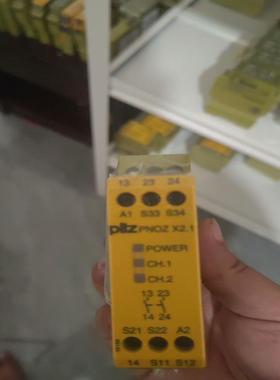 13 23 24
A1 S33 S34
pilz PNOZ X2.1
POWER
CH.1
CH.2
13 23
14 24
S21 S22 A2
14 S11 S12